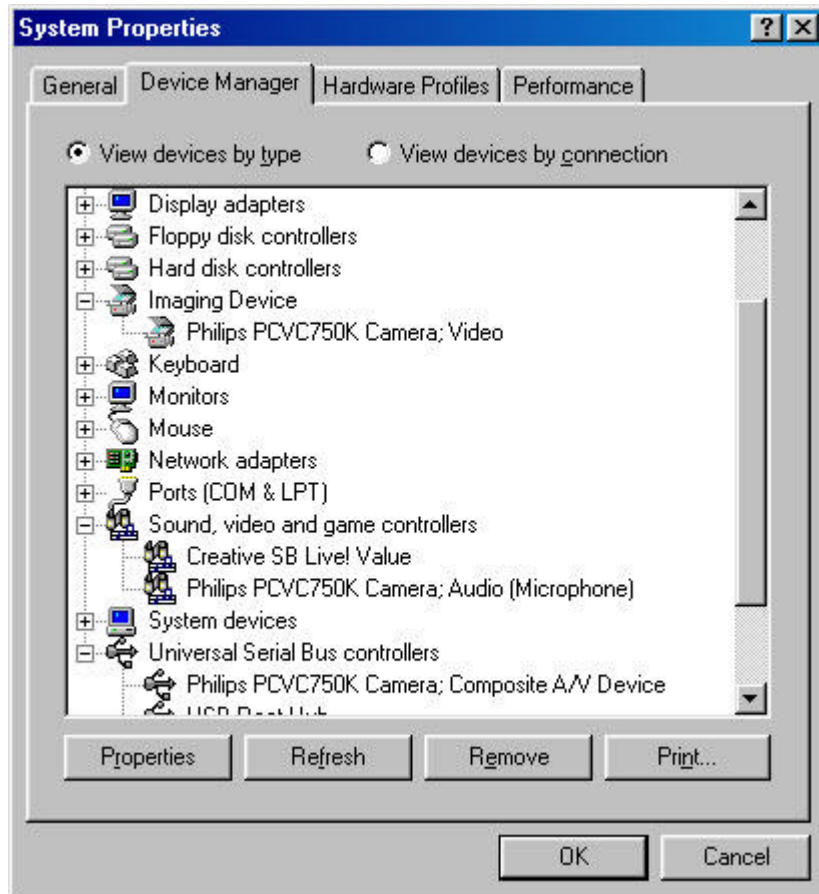 System Properties
General Device Manager Hardware Profiles Performance
View devices by type View devices by connection
Display adapters
Floppy disk controllers
Hard disk controllers
Imaging Device
Philips PCVC750K Camera; Video
Keyboard
Monitors
Mouse
Network adapters
Ports (COM & LPT)
Sound, video and game controllers
Creative SB Live! Value
Philips PCVC750K Camera; Audio (Microphone)
System devices
Universal Serial Bus controllers
Philips PCVC750K Camera; Composite A/V Device
USB Root Hub
Properties Refresh Remove Print...
OK Cancel